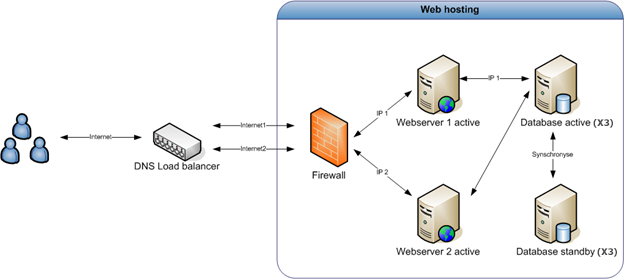 Web hosting
IP 1
IP 1
Webserver 1 active
Database active (X3)
Internet1
Internet
Internet2
Synschronyse
DNS Load balancer
Firewall
IP 2
Webserver 2 active
Database standby (X3)